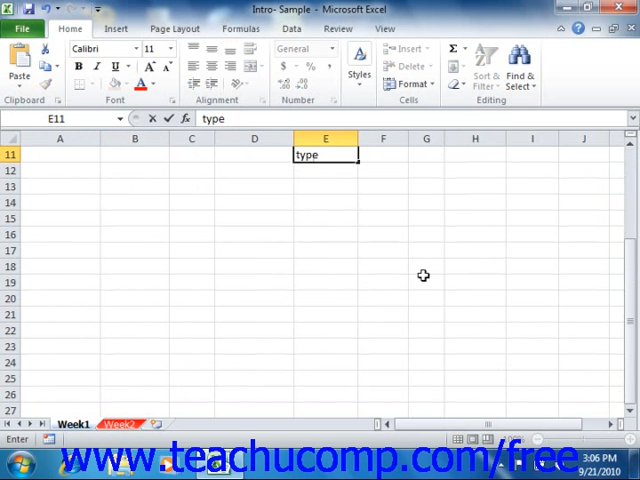 Intro- Sample - Microsoft Excel
File Home Insert Page Layout Formulas Data Review View
Paste
Calibri 11
B I U
A A
A
General
$ % ,
Styles
Insert
Delete
Format
Σ
Sort & Filter
Find & Select
Clipboard Font Alignment Number Cells Editing
E11 fx type
A B C D E F G H I J
11 type
12
13
14
15
16
17
18
19
20
21
22
23
24
25
26
27
Week1 Week2
Enter 100%
www.teachucomp.com/free
3:06 PM
9/21/2010